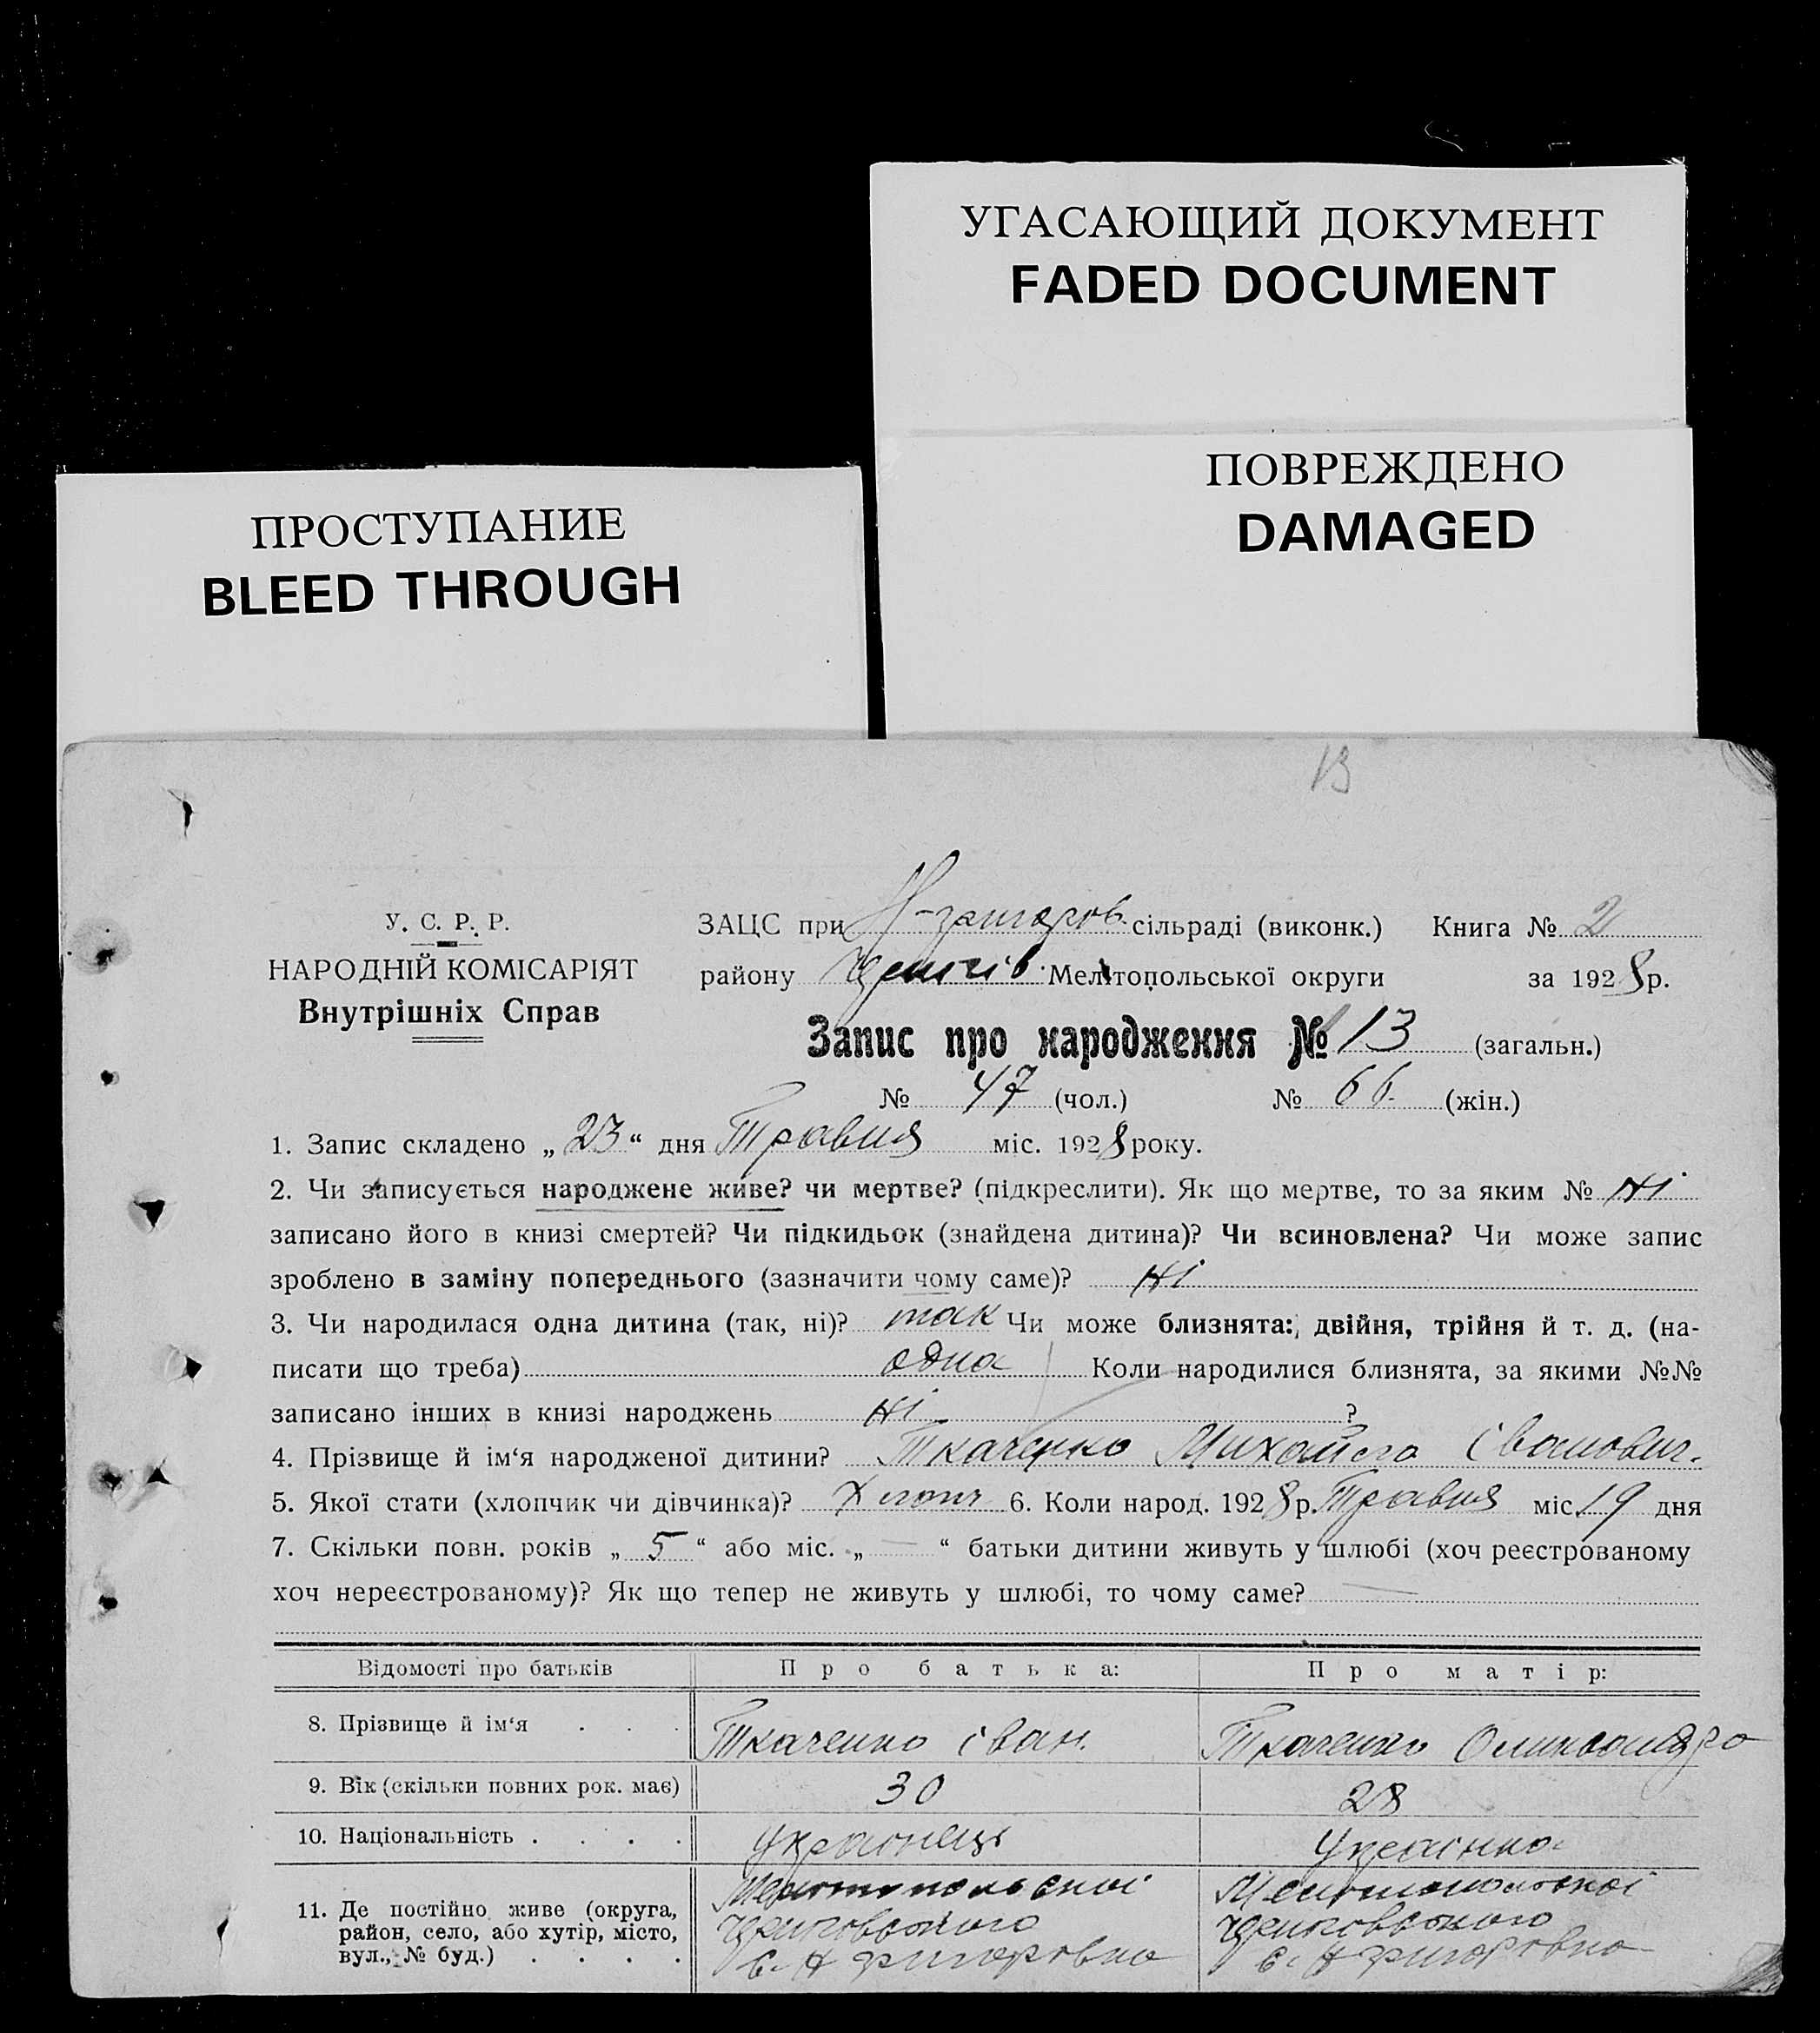 УГАСАЮЩИЙ ДОКУМЕНТ
FADED DOCUMENT
ПОВРЕЖДЕНО
DAMAGED
ПРОСТУПАНИЕ
BLEED THROUGH
13
У. С. Р. Р.
НАРОДНІЙ КОМІСАРІЯТ
Внутрішніх Справ
ЗАЦС при Н-григоров. сільраді (виконк.) Книга № 2
району Мелітопольської округи за 1928 р.
Запис про народження № 13 (загальн.)
№ 47 (чол.) № 66. (жін.)
1. Запис складено „ 23 “ дня Травня міс. 1928 року.
2. Чи записується народжене живе? чи мертве? (підкреслити). Як що мертве, то за яким № Ні
записано його в книзі смертей? Чи підкидьок (знайдена дитина)? Чи всиновлена? Чи може запис
зроблено в заміну попереднього (зазначити чому саме)? Ні
3. Чи народилася одна дитина (так, ні)? так Чи може близнята: двійня, трійня й т. д. (на-
писати що треба) одна Коли народилися близнята, за якими №№
записано інших в книзі народжень Ні ?
4. Прізвище й ім‘я народженої дитини? Ткаченко Михайло Іванович.
5. Якої стати (хлопчик чи дівчинка)? Хлопч 6. Коли народ. 1928 р. Травня міс. 19 дня
7. Скільки повн. років „ 5 “ або міс. „ — “ батьки дитини живуть у шлюбі (хоч реєстрованому
хоч нереєстрованому)? Як що тепер не живуть у шлюбі, то чому саме? —
Відомості про батьків Про батька: Про матір:
8. Прізвище й ім‘я . . . Ткаченко Іван. Ткаченко Олександра
9. Вік (скільки повних рок. має) 30 28
10. Національність . . . . Українець Українка
11. Де постійно живе (округа, район, село, або хутір, місто, вул., № буд.) . . . . Мелітопольскої
с. Н григоровка
Мелітопольскої
с. Н григоровка